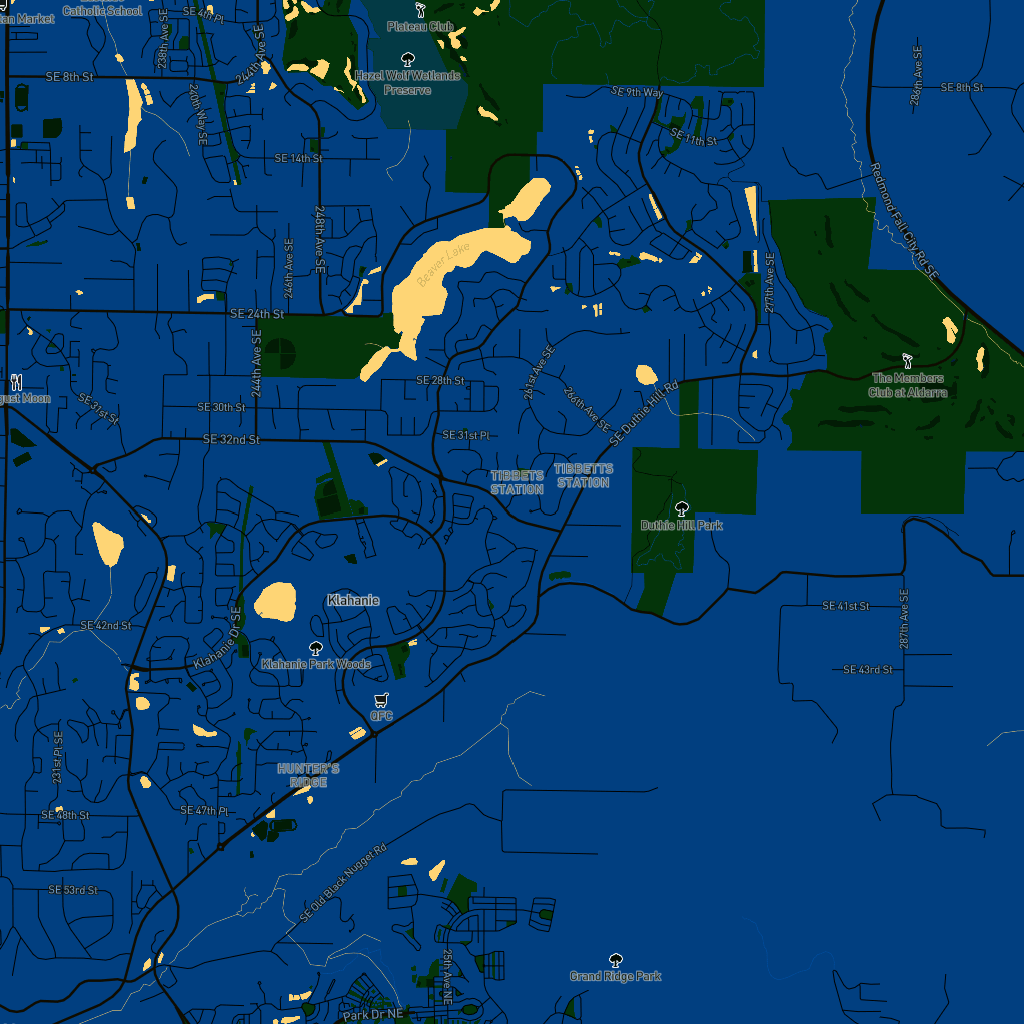 Catholic School
an Market
SE 4th Pl
238th Ave SE
244th Ave SE
Plateau Club
Hazel Wolf Wetlands
Preserve
SE 8th St
240th Way SE
SE 9th Way
SE 11th St
286th Ave SE
SE 8th St
SE 14th St
248th Ave SE
246th Ave SE
Beaver Lake
Redmond Fall City Rd SE
277th Ave SE
SE 24th St
244th Ave SE
SE 28th St
261st Ave SE
266th Ave SE
SE Duthie Hill Rd
The Members
Club at Aldarra
gust Moon
SE 31st St
SE 30th St
SE 32nd St
SE 31st Pl
TIBBETS
STATION
TIBBETTS
STATION
Duthie Hill Park
Klahanie
SE 42nd St
Klahanie Dr SE
Klahanie Park Woods
SE 41st St
287th Ave SE
SE 43rd St
QFC
231st Pl SE
HUNTER'S
RIDGE
SE 48th St
SE 47th Pl
SE 53rd St
SE Old Black Nugget Rd
25th Ave NE
Grand Ridge Park
Park Dr NE